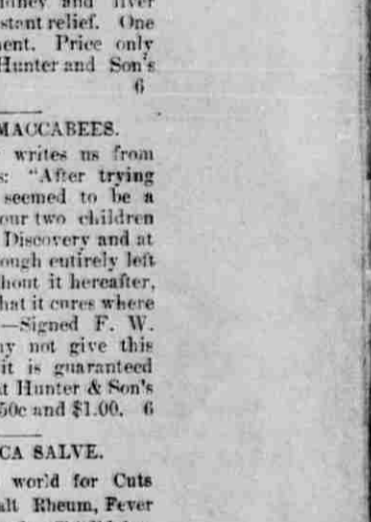 and liver
stant relief. One
ent. Price only
Hunter and Son's
6
MACCABEES.
writes us from
s: "After trying
seemed to be a
our two children
Discovery and at
ough entirely left
hout it hereafter,
hat it cures where
—Signed F. W.
ay not give this
it is guaranteed
at Hunter & Son's
50c and $1.00. 6
CA SALVE.
world for Cuts
alt Rheum, Fever